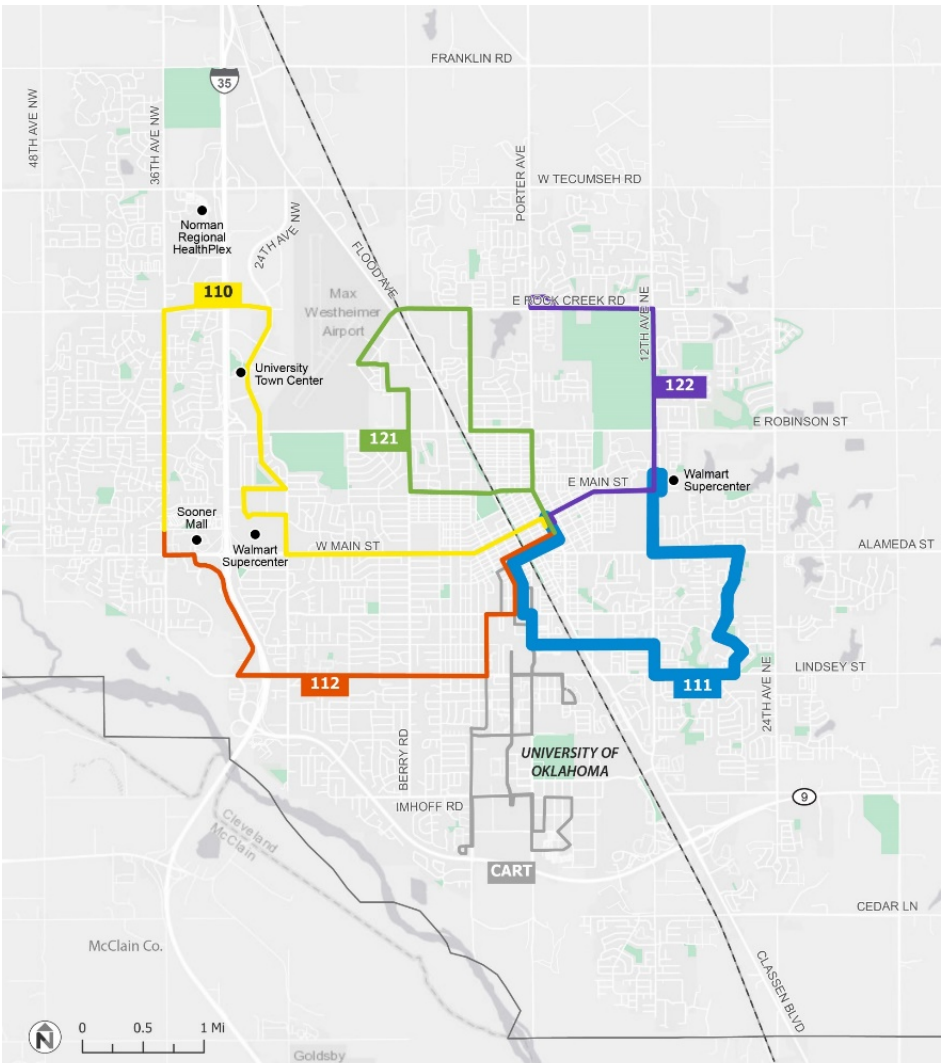 FRANKLIN RD
35
48TH AVE NW
36TH AVE NW
PORTER AVE
W TECUMSEH RD
Norman
Regional
HealthPlex
24TH AVE NW
FLOOD AVE
110
Max
Westheimer
Airport
E ROCK CREEK RD
12TH AVE NE
University
Town Center
122
E ROBINSON ST
121
E MAIN ST
Walmart
Supercenter
Sooner
Mall
Walmart
Supercenter
W MAIN ST
ALAMEDA ST
LINDSEY ST
112
111
24TH AVE NE
BERRY RD
UNIVERSITY OF
OKLAHOMA
IMHOFF RD
9
Cleveland
McClain
CART
CEDAR LN
McClain Co.
CLASSEN BLVD
N
0 0.5 1 Mi
Goldsby